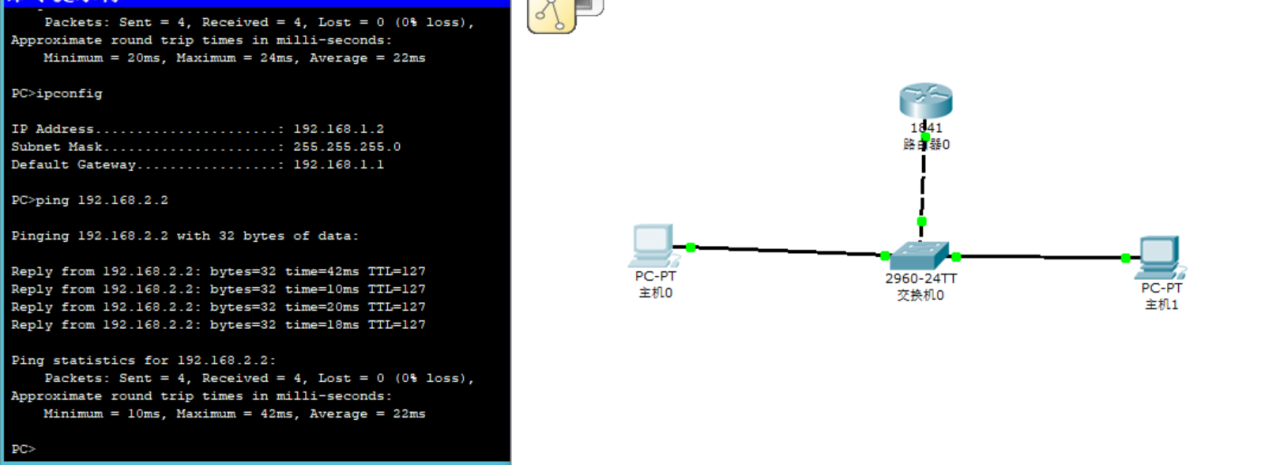 Packets: Sent = 4, Received = 4, Lost = 0 (0% loss),
Approximate round trip times in milli-seconds:
Minimum = 20ms, Maximum = 24ms, Average = 22ms
PC>ipconfig
IP Address......................: 192.168.1.2
Subnet Mask.....................: 255.255.255.0
Default Gateway.................: 192.168.1.1
PC>ping 192.168.2.2
Pinging 192.168.2.2 with 32 bytes of data:
Reply from 192.168.2.2: bytes=32 time=42ms TTL=127
Reply from 192.168.2.2: bytes=32 time=10ms TTL=127
Reply from 192.168.2.2: bytes=32 time=20ms TTL=127
Reply from 192.168.2.2: bytes=32 time=18ms TTL=127
Ping statistics for 192.168.2.2:
Packets: Sent = 4, Received = 4, Lost = 0 (0% loss),
Approximate round trip times in milli-seconds:
Minimum = 10ms, Maximum = 42ms, Average = 22ms
PC>
1841
路由器0
PC-PT
主机0
2960-24TT
交换机0
PC-PT
主机1